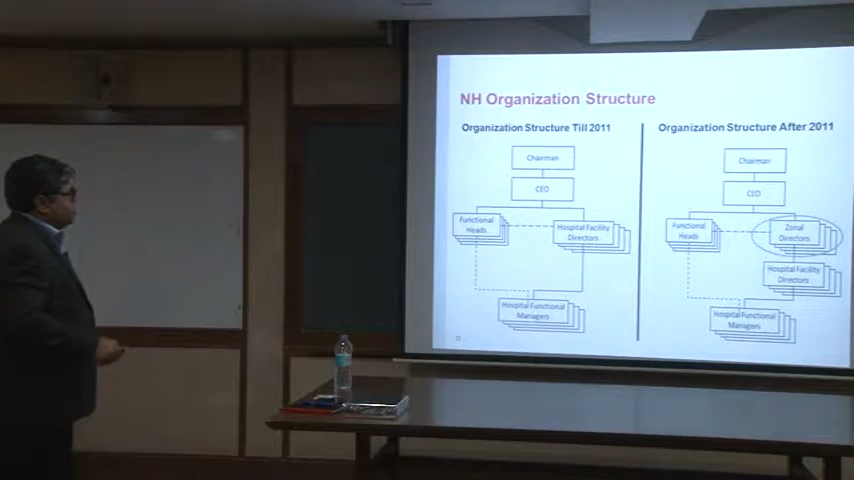 NH Organization Structure
Organization Structure Till 2011
Chairman
CEO
Functional
Heads
Hospital Facility
Directors
Hospital Functional
Managers
Organization Structure After 2011
Chairman
CEO
Functional
Heads
Zonal
Directors
Hospital Facility
Directors
Hospital Functional
Managers